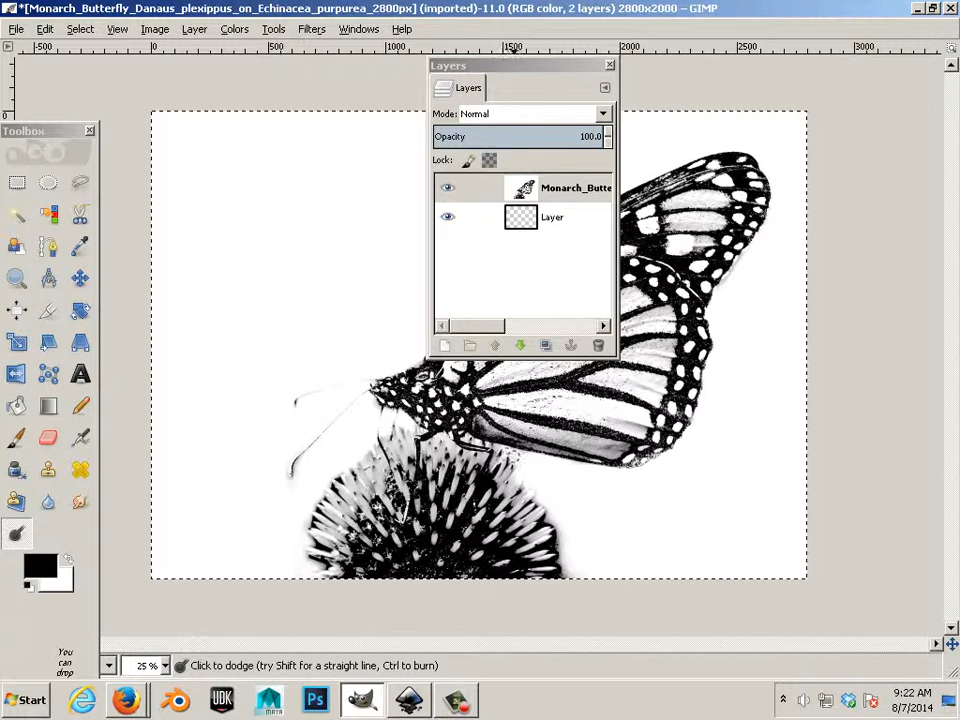 *[Monarch_Butterfly_Danaus_plexippus_on_Echinacea_purpurea_2800px] (imported)-11.0 (RGB color, 2 layers) 2800x2000 – GIMP
File Edit Select View Image Layer Colors Tools Filters Windows Help
-500 0 500 1000 1500 2000 2500 3000
0
Layers
Layers
Mode: Normal
Opacity 100.0
Lock:
Monarch_Butte
Layer
Toolbox
You
can
drop
25 % Click to dodge (try Shift for a straight line, Ctrl to burn)
Start UDK MAYA Ps
9:22 AM
8/7/2014